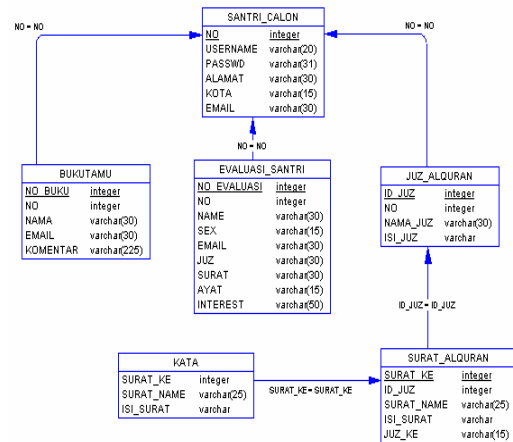 SANTRI_CALON
NO integer
USERNAME varchar(20)
PASSWD varchar(31)
ALAMAT varchar(30)
KOTA varchar(15)
EMAIL varchar(30)
NO = NO
NO = NO
NO = NO
BUKUTAMU
NO_BUKU integer
NO integer
NAMA varchar(30)
EMAIL varchar(30)
KOMENTAR varchar(225)
EVALUASI_SANTRI
NO_EVALUASI integer
NO integer
NAME varchar(30)
SEX varchar(15)
EMAIL varchar(30)
JUZ varchar(30)
SURAT varchar(30)
AYAT varchar(15)
INTEREST varchar(50)
JUZ_ALQURAN
ID_JUZ integer
NO integer
NAMA_JUZ varchar(30)
ISI_JUZ varchar
ID_JUZ = ID_JUZ
KATA
SURAT_KE integer
SURAT_NAME varchar(25)
ISI_SURAT varchar
SURAT_KE = SURAT_KE
SURAT_ALQURAN
SURAT_KE integer
ID_JUZ integer
SURAT_NAME varchar(25)
ISI_SURAT varchar
JUZ_KE varchar(15)